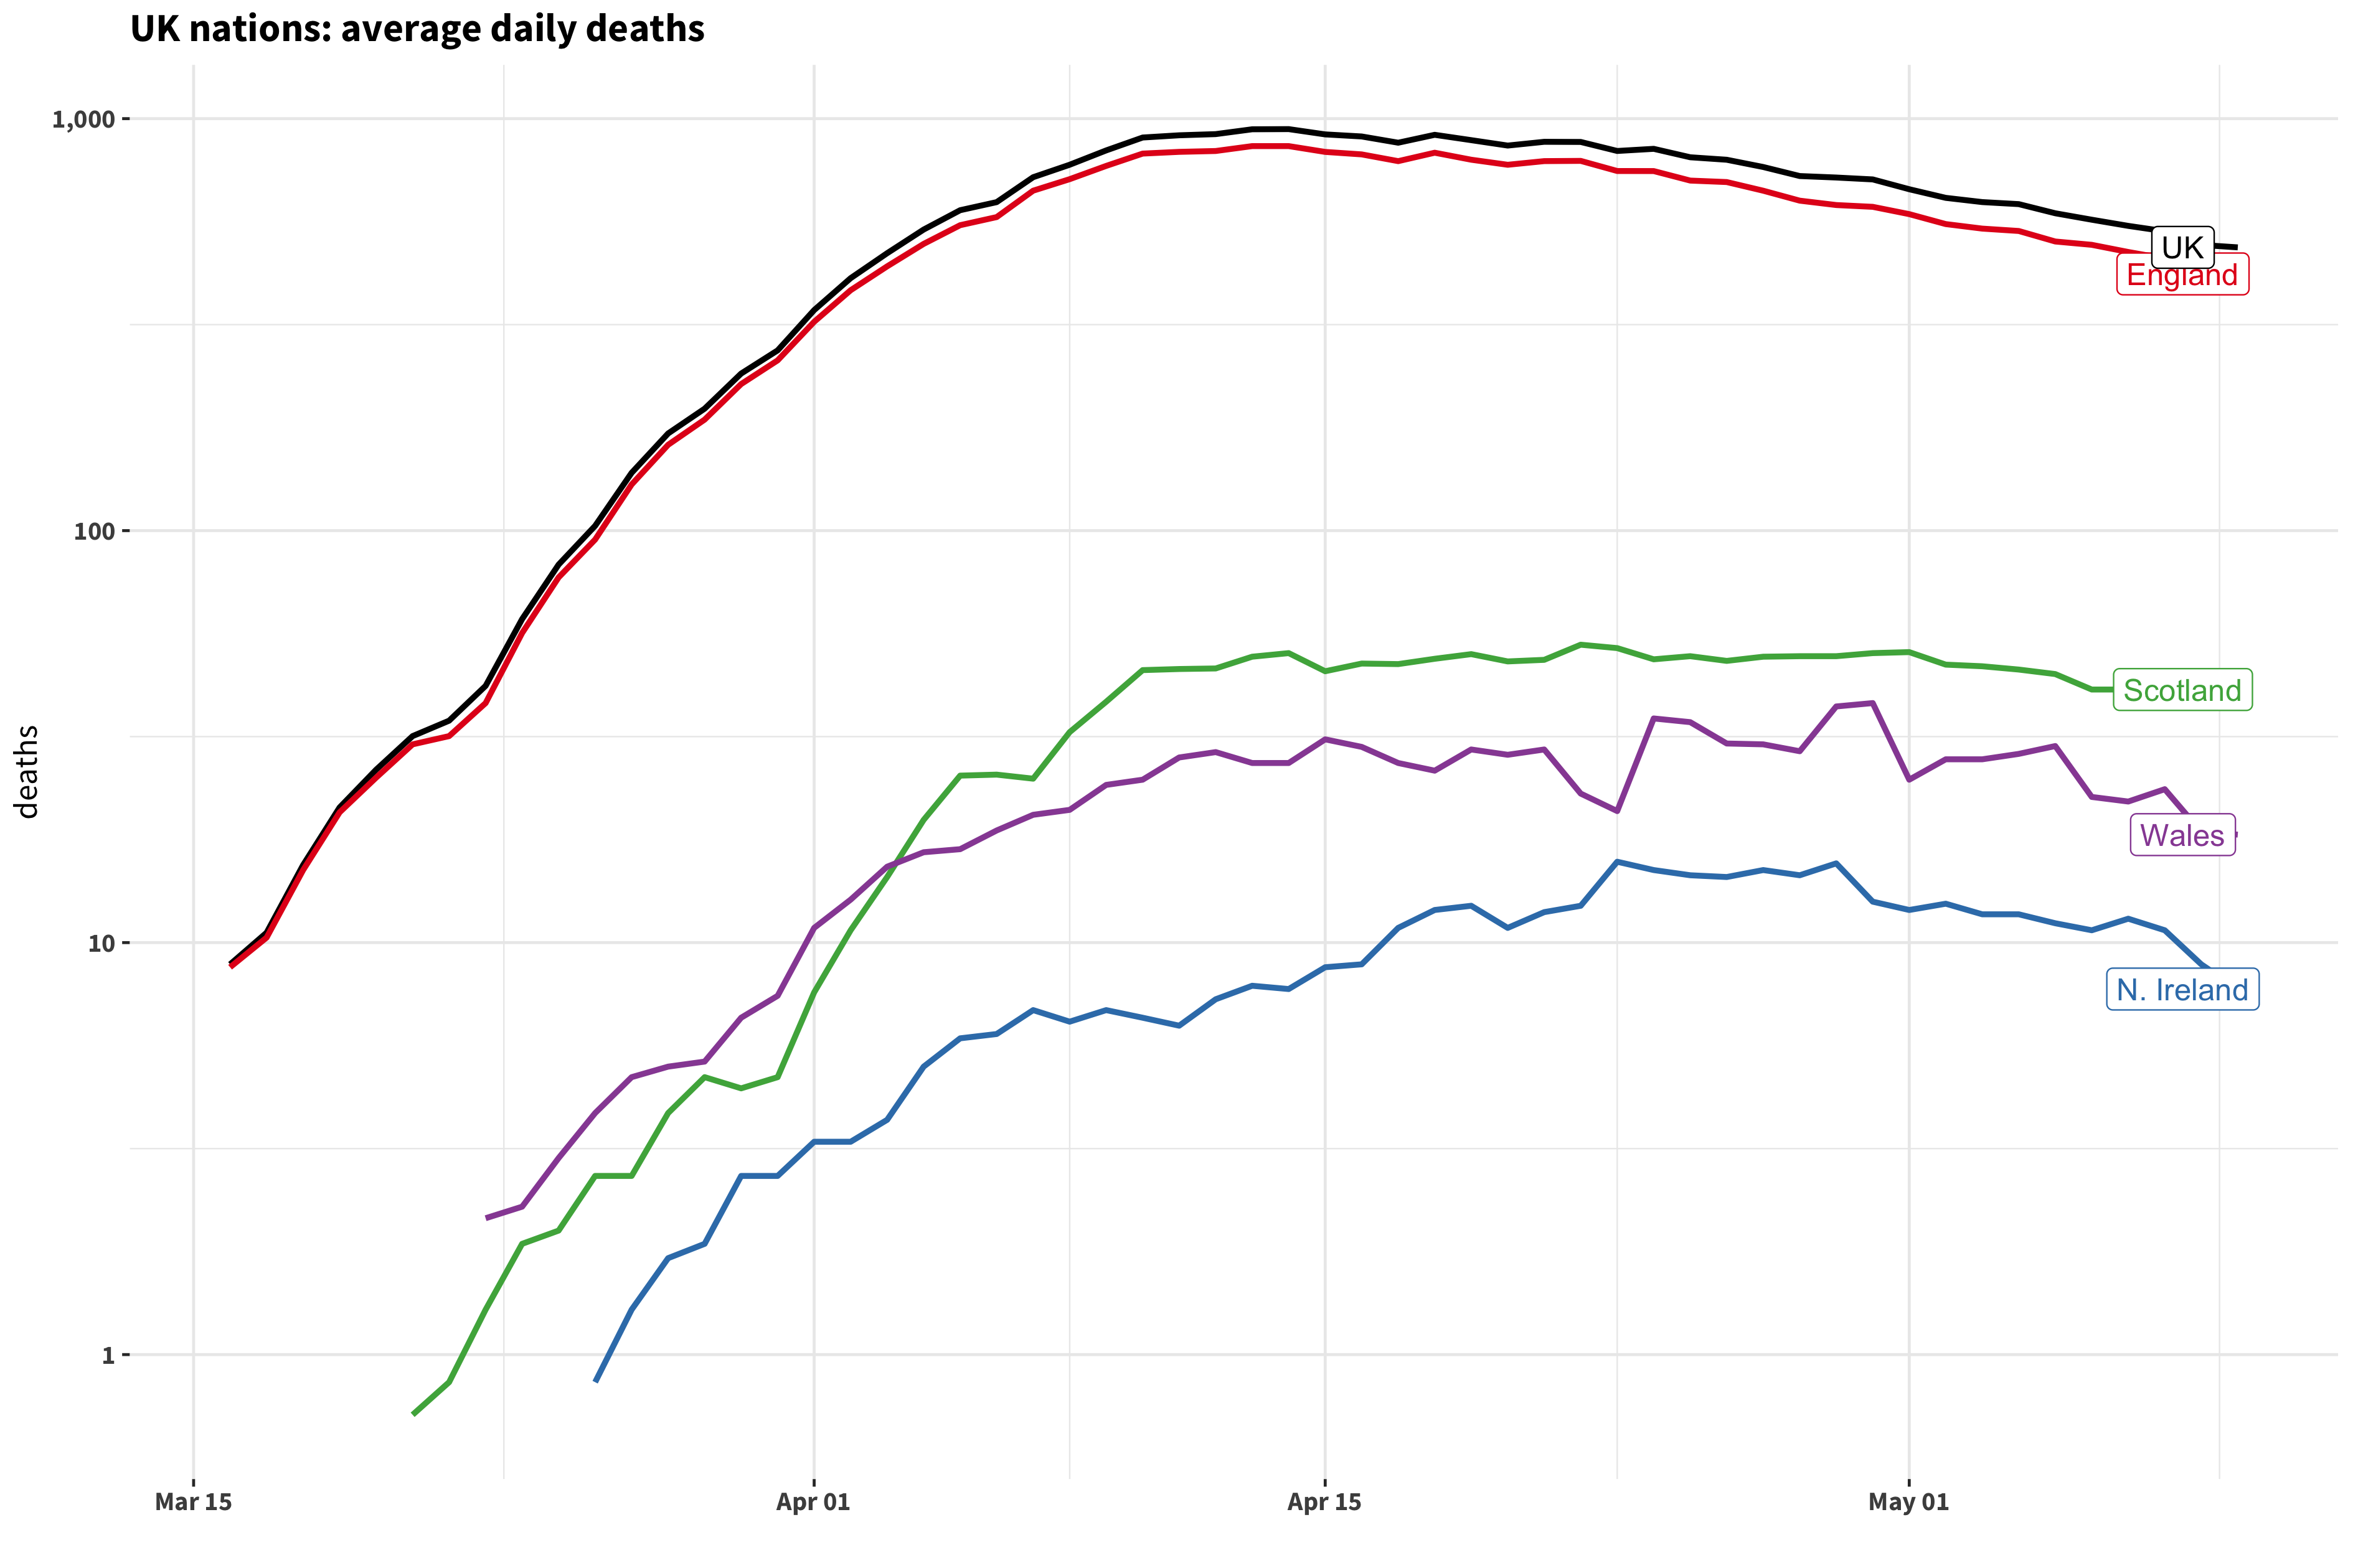 UK nations: average daily deaths
1,000
100
10
1
deaths
UK
England
Scotland
Wales
N. Ireland
Mar 15
Apr 01
Apr 15
May 01